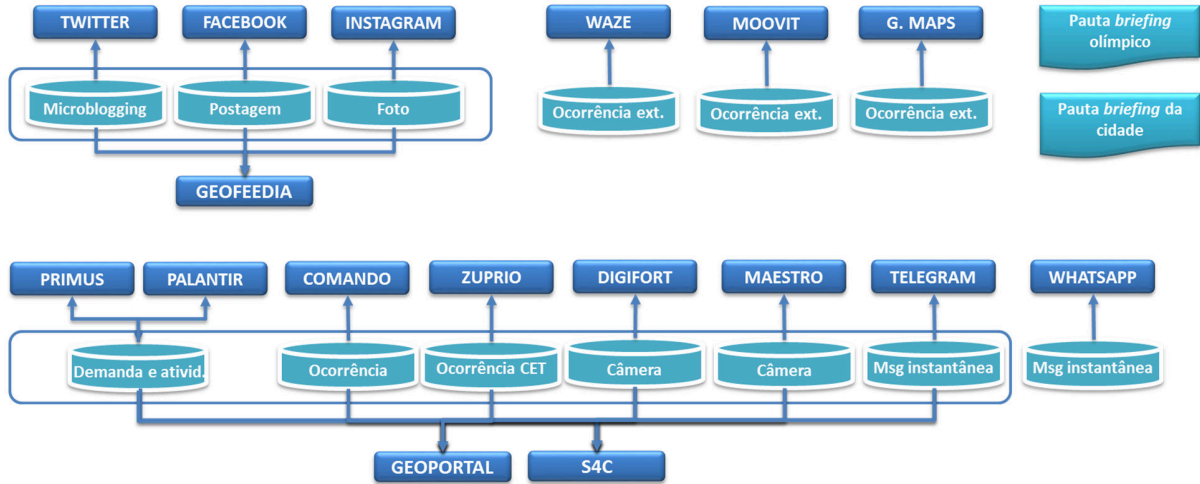 TWITTER
FACEBOOK
INSTAGRAM
WAZE
MOOVIT
G. MAPS
Pauta briefing
olímpico
Microblogging
Postagem
Foto
Ocorrência ext.
Ocorrência ext.
Ocorrência ext.
Pauta briefing da
cidade
GEOFEEDIA
PRIMUS
PALANTIR
COMANDO
ZUPRIO
DIGIFORT
MAESTRO
TELEGRAM
WHATSAPP
Demanda e ativid.
Ocorrência
Ocorrência CET
Câmera
Câmera
Msg instantânea
Msg instantânea
GEOPORTAL
S4C